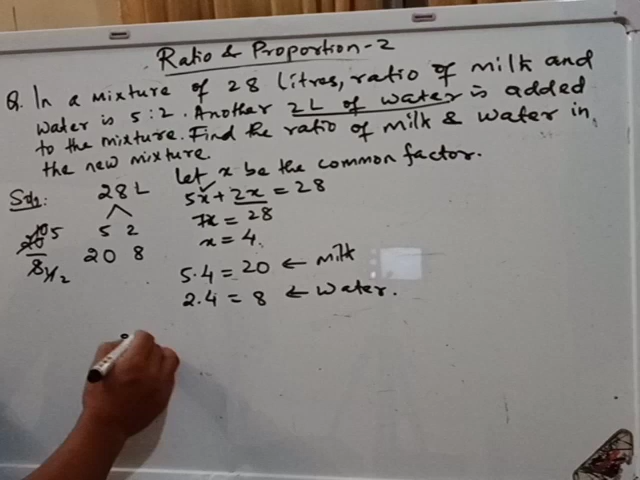 Ratio & Proportion-2
Q. In a mixture of 28 litres, ratio of milk and
water is 5:2. Another 2L of water is added
to the mixture. Find the ratio of milk & water in
the new mixture.
Let x be the common factor.
Soln: 28 L
5x + 2x = 28
5 2
7x = 28
x = 4.
20 8
5.4 = 20 ← milk
2.4 = 8 ← water.